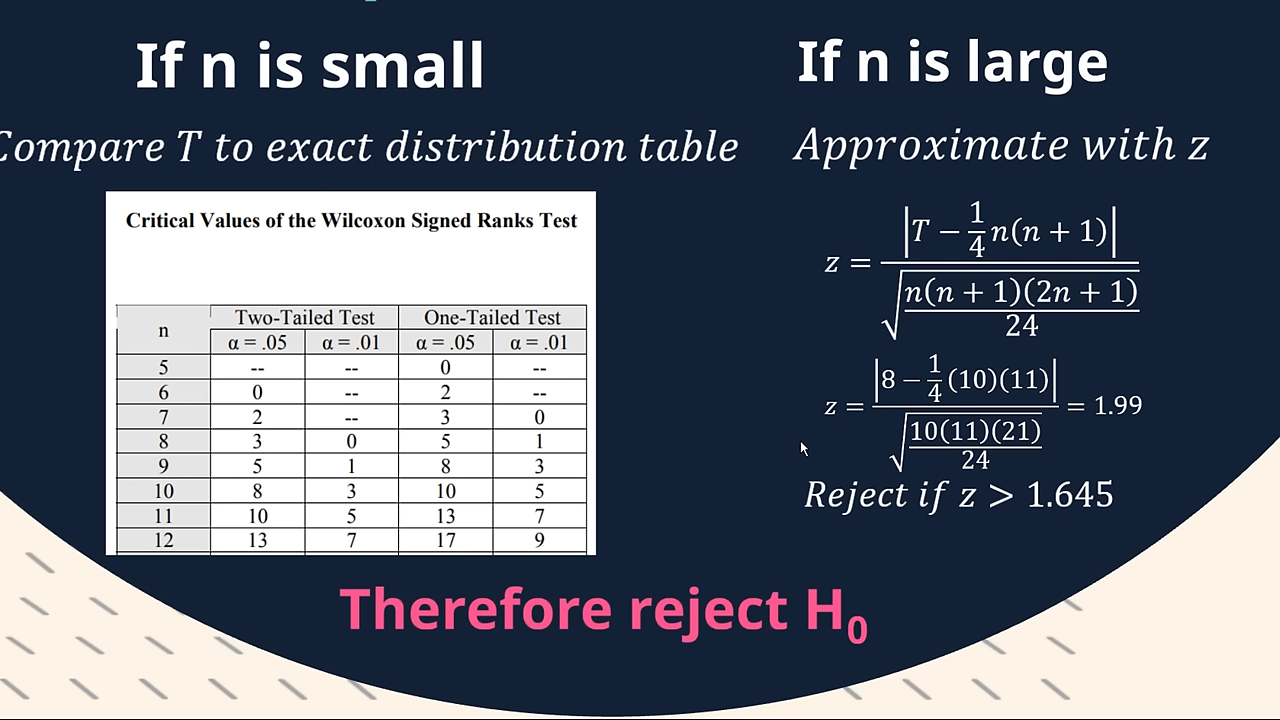 If n is small
Compare T to exact distribution table
Critical Values of the Wilcoxon Signed Ranks Test
n Two-Tailed Test One-Tailed Test
α = .05 α = .01 α = .05 α = .01
5 -- -- 0 --
6 0 -- 2 --
7 2 -- 3 0
8 3 0 5 1
9 5 1 8 3
10 8 3 10 5
11 10 5 13 7
12 13 7 17 9
If n is large
Approximate with z
z = |T − 1/4 n(n + 1)| / √(n(n + 1)(2n + 1)/24)
z = |8 − 1/4 (10)(11)| / √(10(11)(21)/24) = 1.99
Reject if z > 1.645
Therefore reject H₀